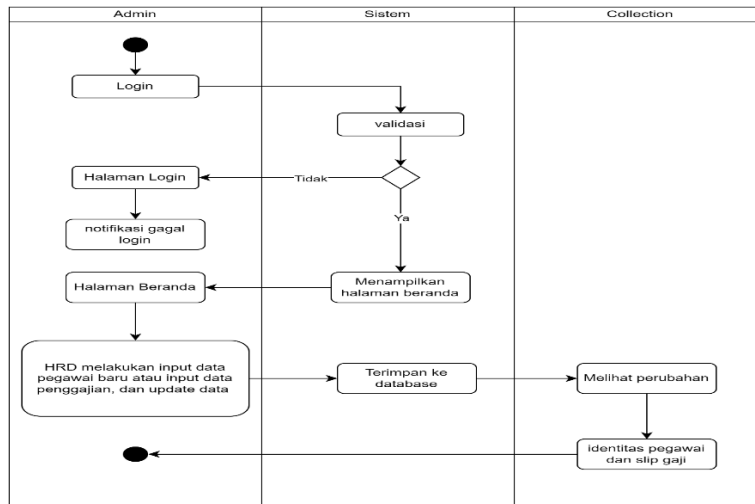 Admin
Sistem
Collection
Login
validasi
Halaman Login
Tidak
notifikasi gagal
login
Ya
Halaman Beranda
Menampilkan
halaman beranda
HRD melakukan input data
pegawai baru atau input data
penggajian, dan update data
Terimpan ke
database
Melihat perubahan
identitas pegawai
dan slip gaji